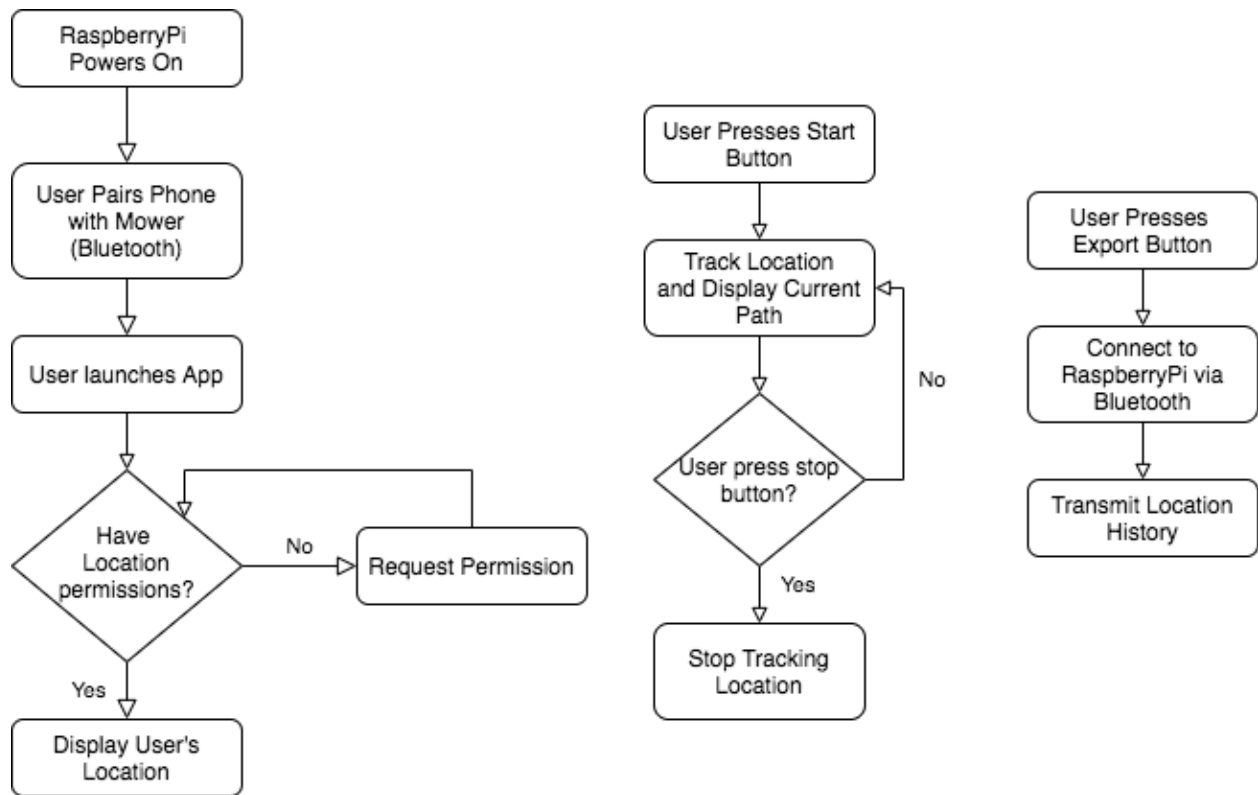 RaspberryPi
Powers On
User Pairs Phone
with Mower
(Bluetooth)
User launches App
Have
Location
permissions?
No
Request Permission
Yes
Display User's
Location
User Presses Start
Button
Track Location
and Display Current
Path
User press stop
button?
No
Yes
Stop Tracking
Location
User Presses
Export Button
Connect to
RaspberryPi via
Bluetooth
Transmit Location
History